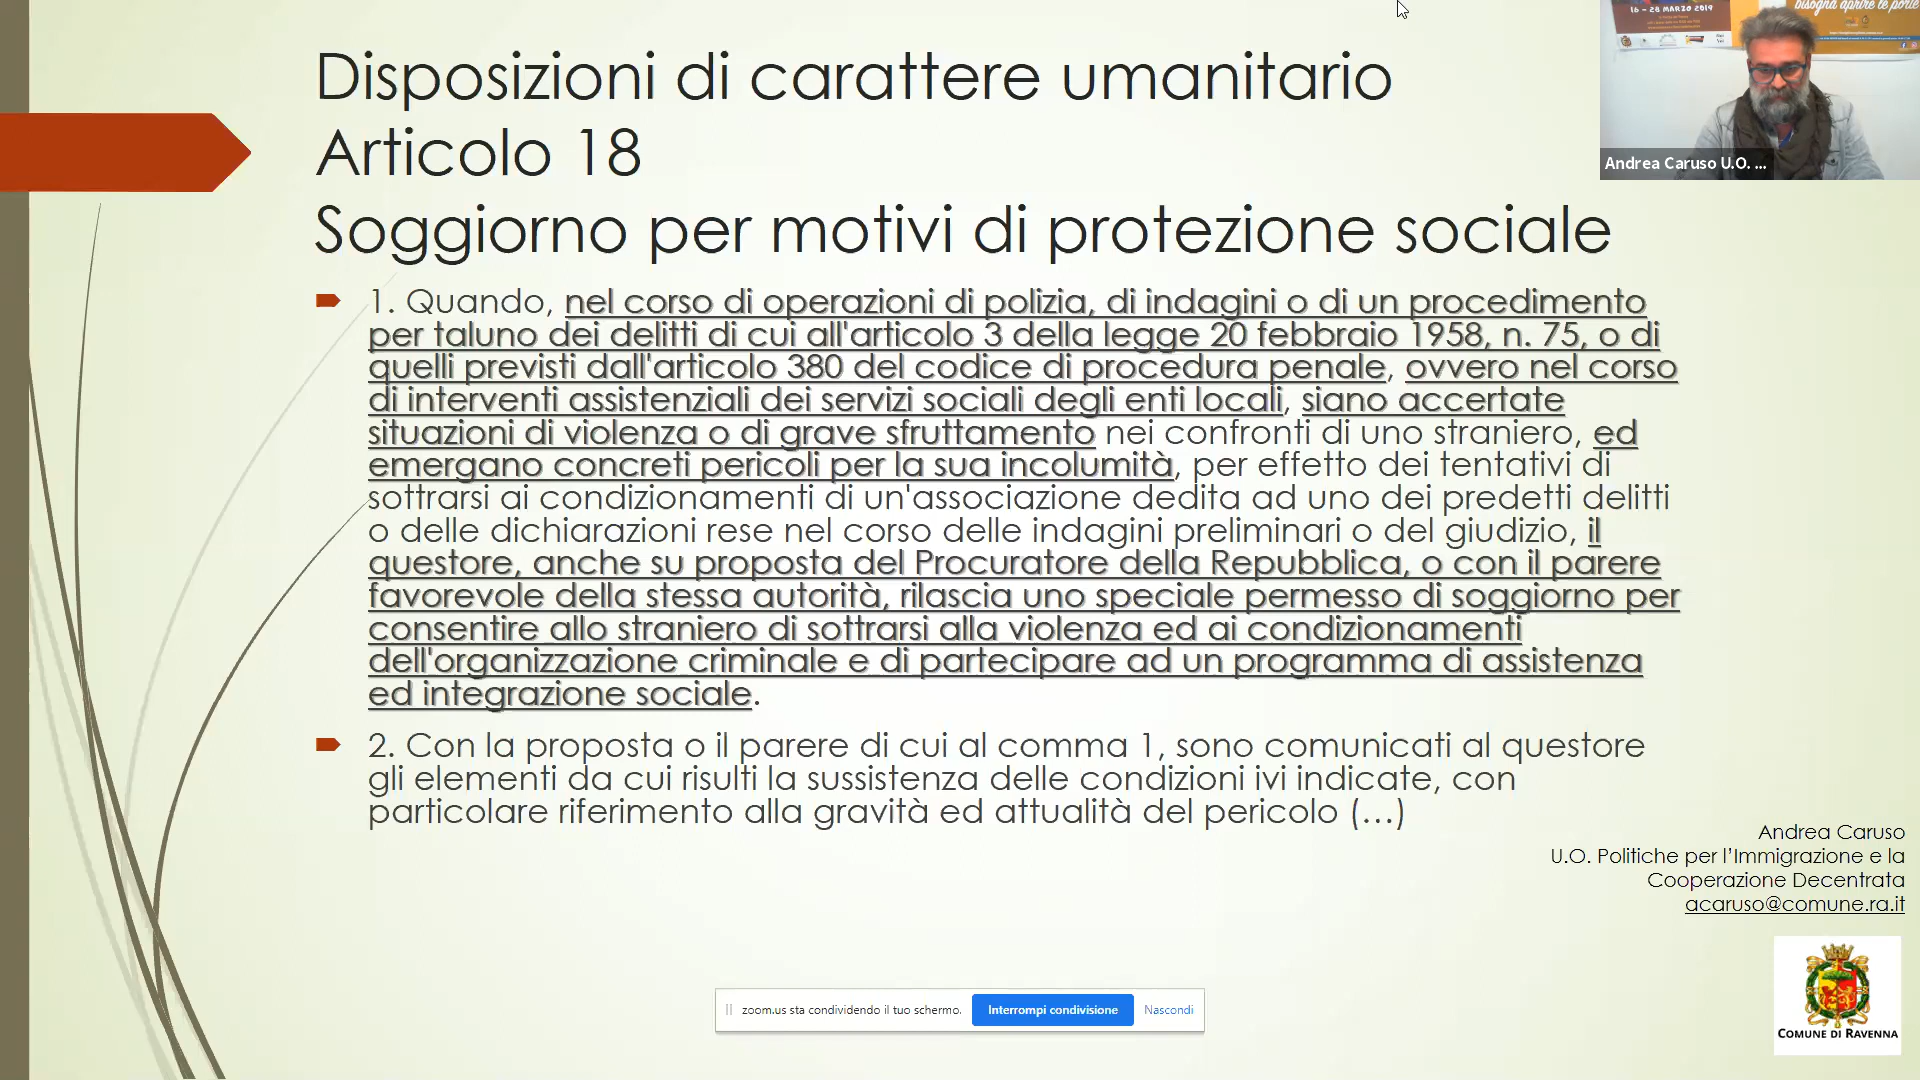 Disposizioni di carattere umanitario
Articolo 18
Soggiorno per motivi di protezione sociale
1. Quando, nel corso di operazioni di polizia, di indagini o di un procedimento
per taluno dei delitti di cui all'articolo 3 della legge 20 febbraio 1958, n. 75, o di
quelli previsti dall'articolo 380 del codice di procedura penale, ovvero nel corso
di interventi assistenziali dei servizi sociali degli enti locali, siano accertate
situazioni di violenza o di grave sfruttamento nei confronti di uno straniero, ed
emergano concreti pericoli per la sua incolumità, per effetto dei tentativi di
sottrarsi ai condizionamenti di un'associazione dedita ad uno dei predetti delitti
o delle dichiarazioni rese nel corso delle indagini preliminari o del giudizio, il
questore, anche su proposta del Procuratore della Repubblica, o con il parere
favorevole della stessa autorità, rilascia uno speciale permesso di soggiorno per
consentire allo straniero di sottrarsi alla violenza ed ai condizionamenti
dell'organizzazione criminale e di partecipare ad un programma di assistenza
ed integrazione sociale.
2. Con la proposta o il parere di cui al comma 1, sono comunicati al questore
gli elementi da cui risulti la sussistenza delle condizioni ivi indicate, con
particolare riferimento alla gravità ed attualità del pericolo (…)
16 - 28 MARZO 2019
bisogna aprire le porte
Andrea Caruso U.O. ...
Andrea Caruso
U.O. Politiche per l’Immigrazione e la
Cooperazione Decentrata
acaruso@comune.ra.it
COMUNE DI RAVENNA
zoom.us sta condividendo il tuo schermo.
Interrompi condivisione
Nascondi